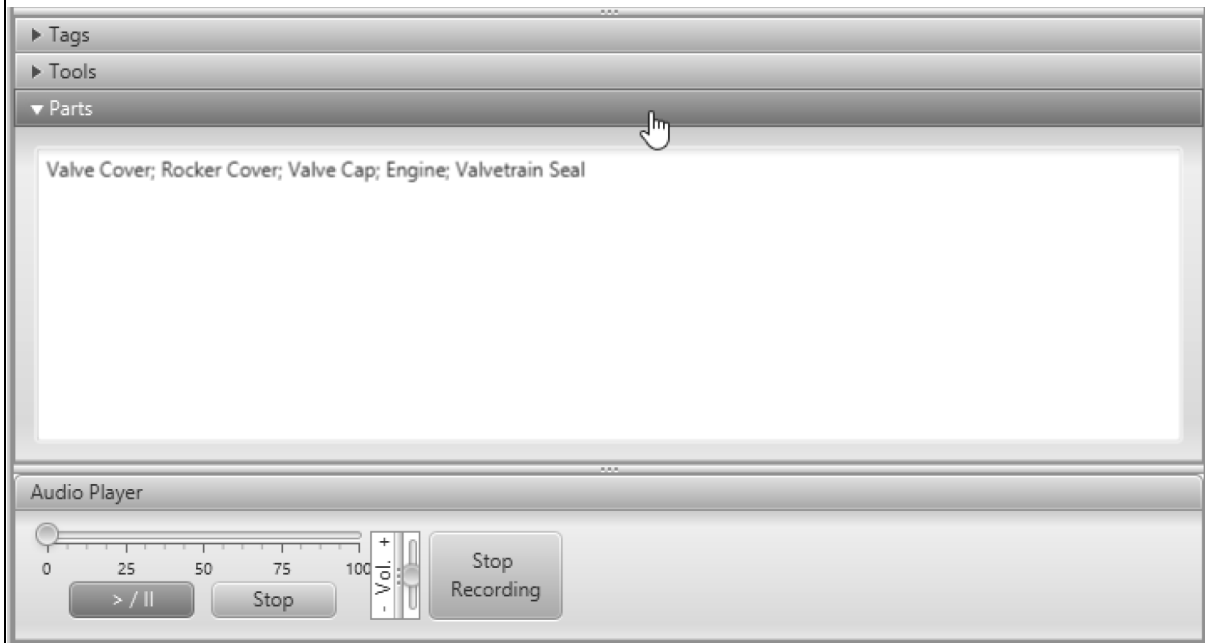 Tags
Tools
Parts
Valve Cover; Rocker Cover; Valve Cap; Engine; Valvetrain Seal
Audio Player
0 25 50 75 100
- Vol. +
> / II
Stop
Stop
Recording